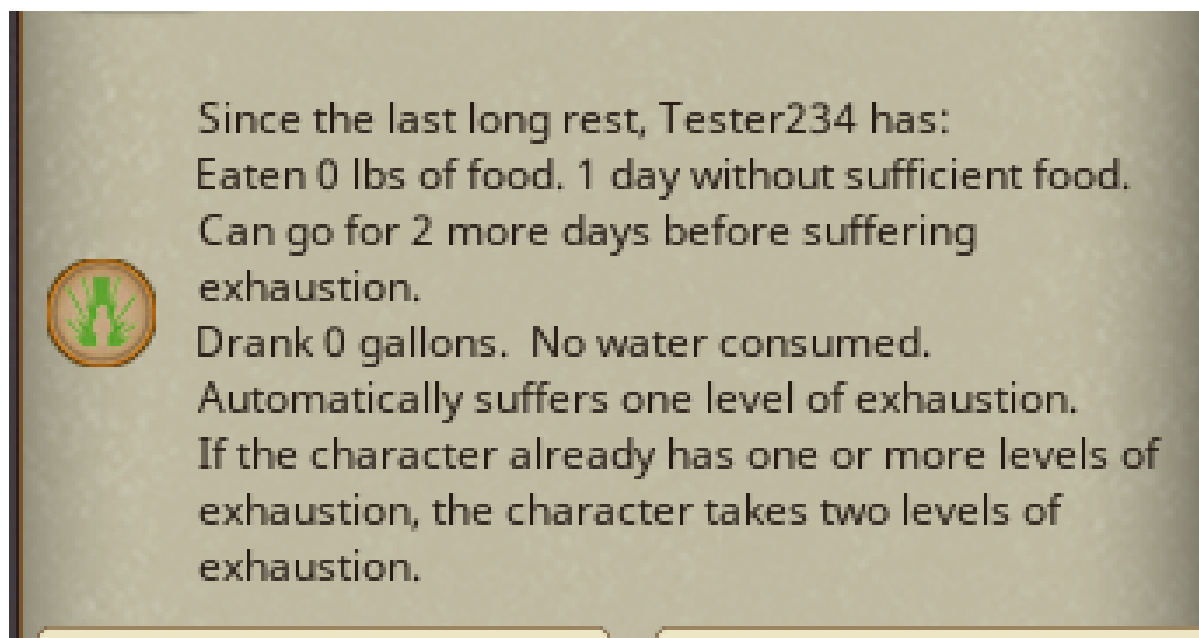 Since the last long rest, Tester234 has:
Eaten 0 lbs of food. 1 day without sufficient food.
Can go for 2 more days before suffering
exhaustion.
Drank 0 gallons.  No water consumed.
Automatically suffers one level of exhaustion.
If the character already has one or more levels of
exhaustion, the character takes two levels of
exhaustion.